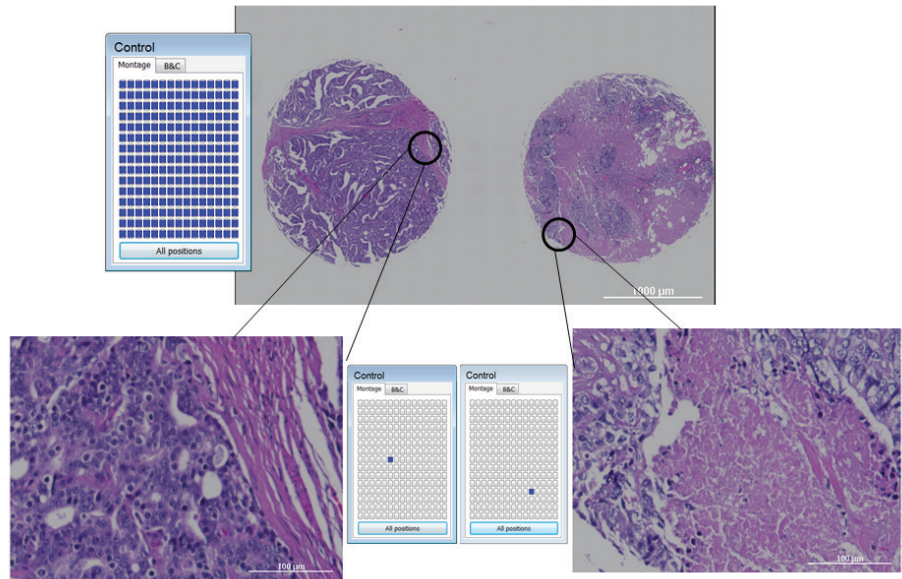 Control
Montage B&C
All positions
1000 µm
Control
Montage B&C
All positions
Control
Montage B&C
All positions
100 µm
100 µm